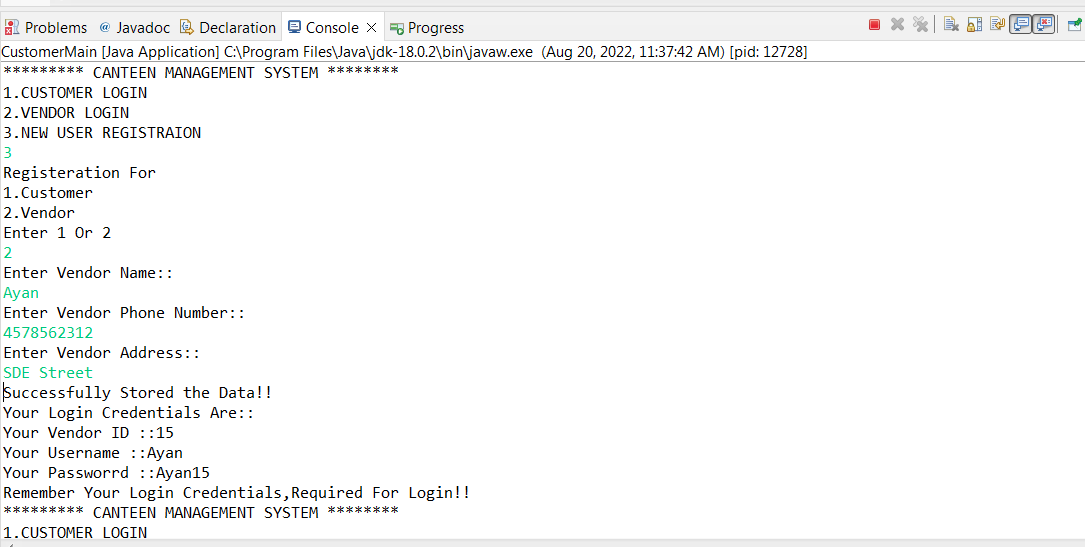 Problems @ Javadoc Declaration Console Progress
CustomerMain [Java Application] C:\Program Files\Java\jdk-18.0.2\bin\javaw.exe (Aug 20, 2022, 11:37:42 AM) [pid: 12728]
********* CANTEEN MANAGEMENT SYSTEM ********
1.CUSTOMER LOGIN
2.VENDOR LOGIN
3.NEW USER REGISTRAION
3
Registeration For
1.Customer
2.Vendor
Enter 1 Or 2
2
Enter Vendor Name::
Ayan
Enter Vendor Phone Number::
4578562312
Enter Vendor Address::
SDE Street
Successfully Stored the Data!!
Your Login Credentials Are::
Your Vendor ID ::15
Your Username ::Ayan
Your Passworrd ::Ayan15
Remember Your Login Credentials,Required For Login!!
********* CANTEEN MANAGEMENT SYSTEM ********
1.CUSTOMER LOGIN